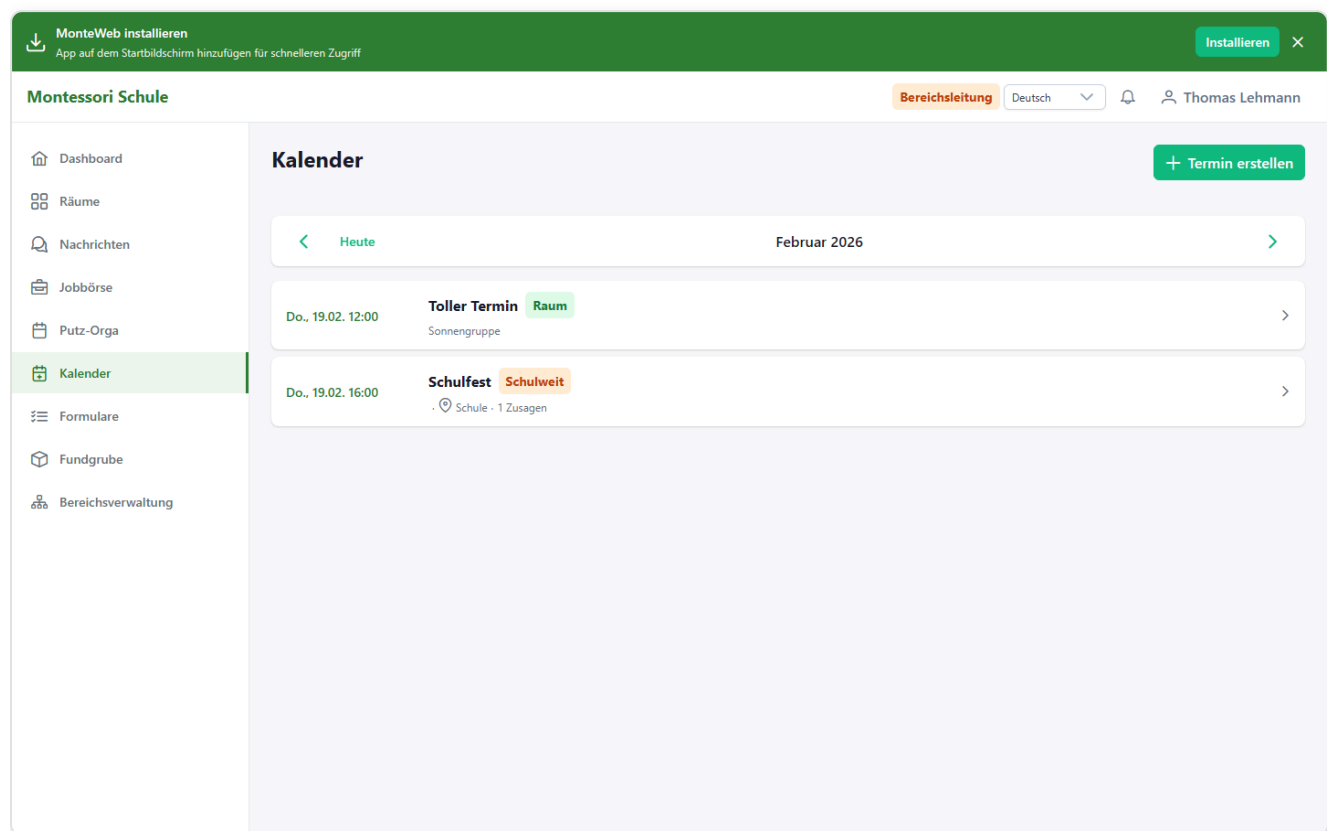 MonteWeb installieren
App auf dem Startbildschirm hinzufügen für schnelleren Zugriff
Installieren
Montessori Schule
Bereichsleitung
Deutsch
Thomas Lehmann
Dashboard
Räume
Nachrichten
Jobbörse
Putz-Orga
Kalender
Formulare
Fundgrube
Bereichsverwaltung
Kalender
Termin erstellen
Heute
Februar 2026
Do., 19.02. 12:00
Toller Termin Raum
Sonnengruppe
Do., 19.02. 16:00
Schulfest Schulweit
· Schule · 1 Zusagen